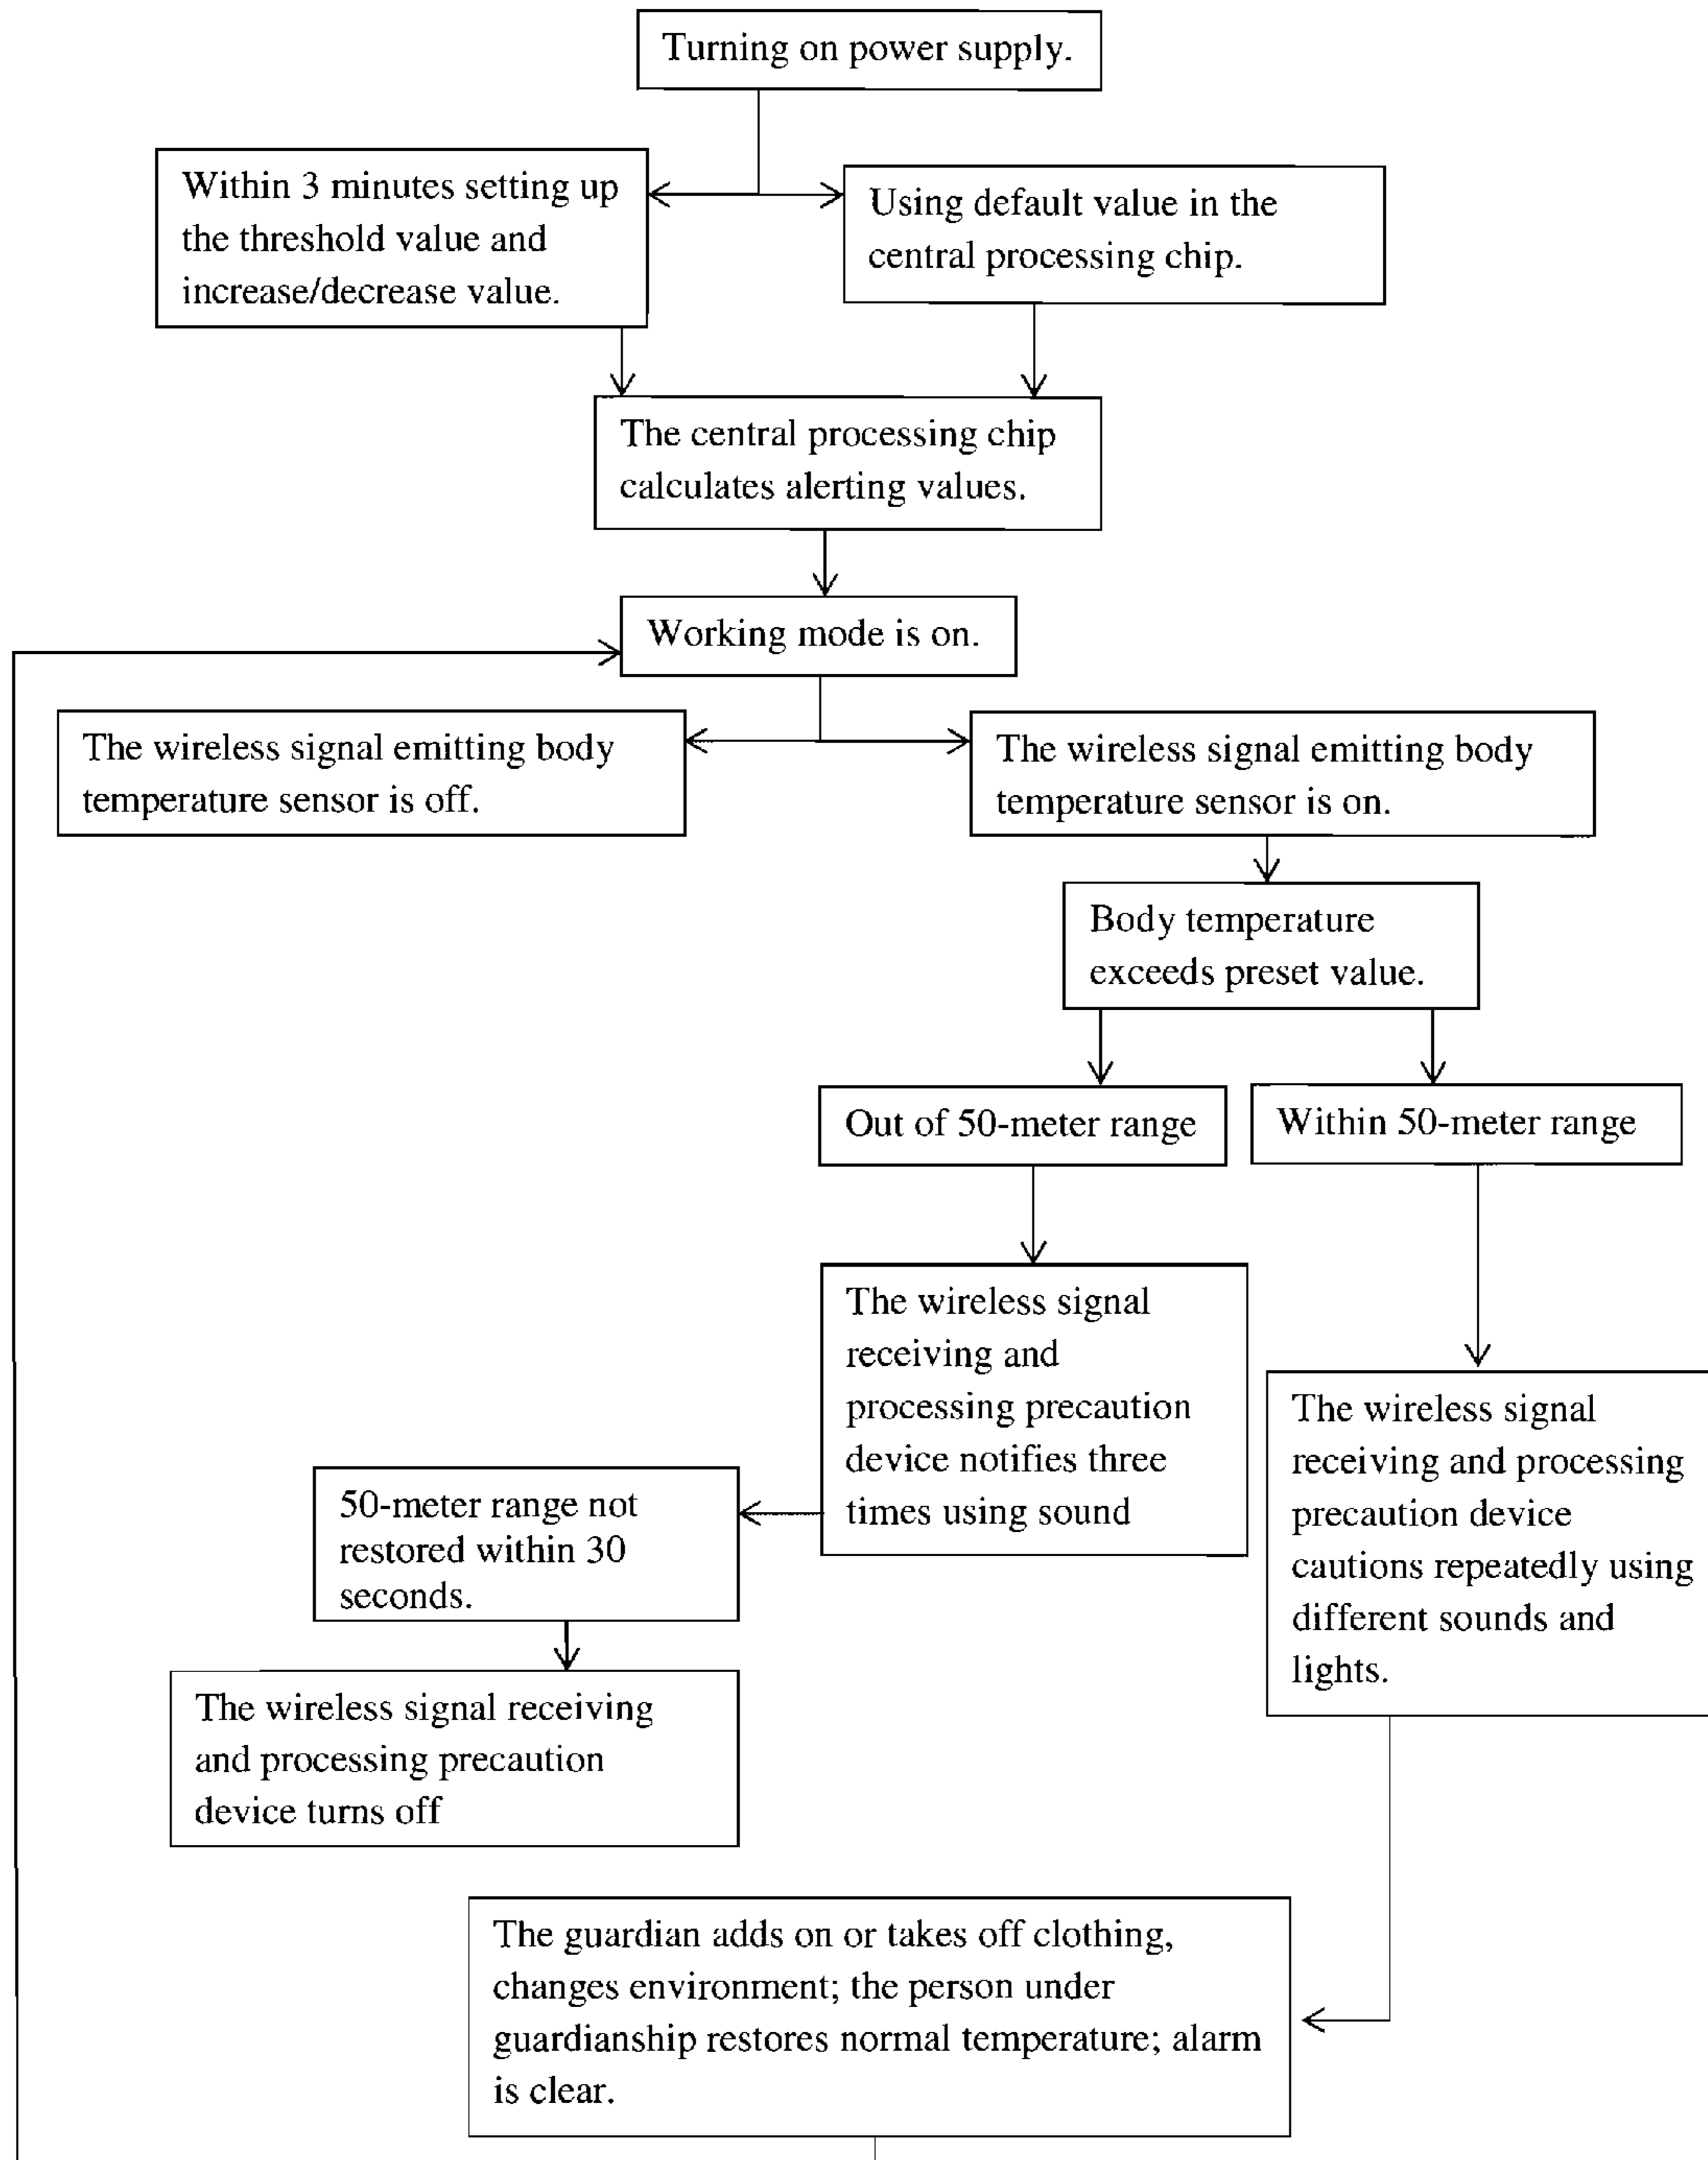 Turning on power supply.
Within 3 minutes setting up
the threshold value and
increase/decrease value.
Using default value in the
central processing chip.
The central processing chip
calculates alerting values.
Working mode is on.
The wireless signal emitting body
temperature sensor is off.
The wireless signal emitting body
temperature sensor is on.
Body temperature
exceeds preset value.
Out of 50-meter range
Within 50-meter range
The wireless signal
receiving and
processing precaution
device notifies three
times using sound
The wireless signal
receiving and processing
precaution device
cautions repeatedly using
different sounds and
lights.
50-meter range not
restored within 30
seconds.
The wireless signal receiving
and processing precaution
device turns off
The guardian adds on or takes off clothing,
changes environment; the person under
guardianship restores normal temperature; alarm
is clear.